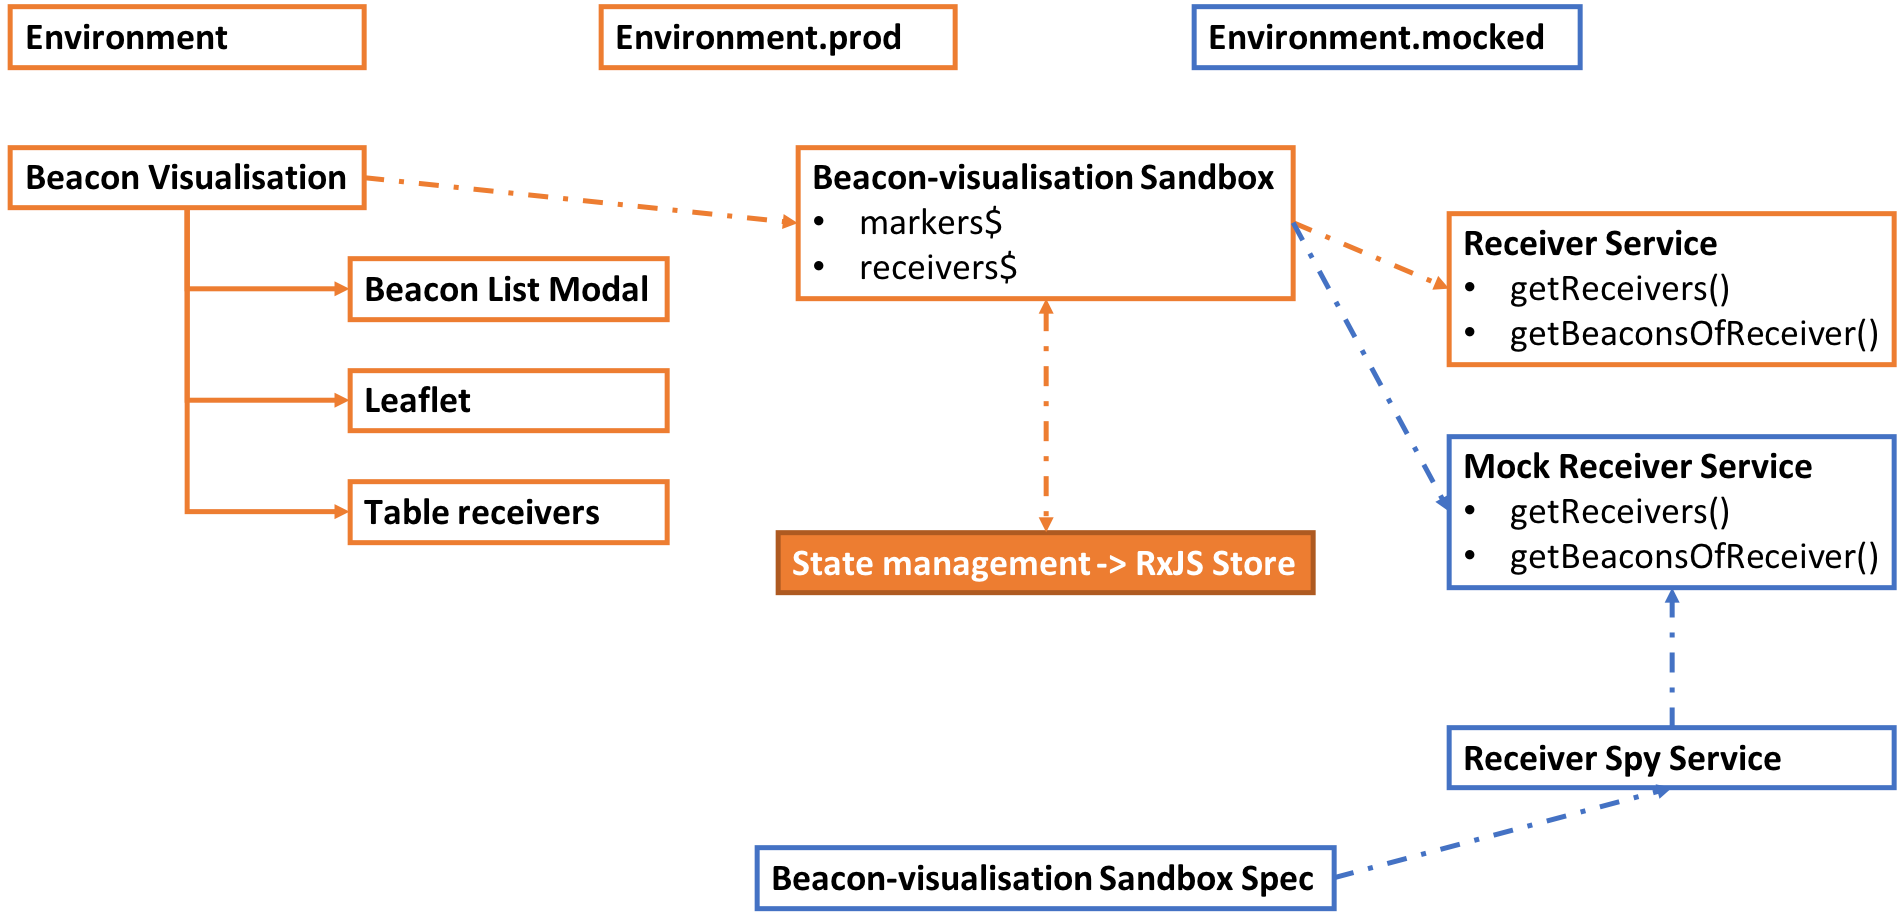 Environment
Environment.prod
Environment.mocked
Beacon Visualisation
Beacon-visualisation Sandbox
• markers$
• receivers$
Receiver Service
• getReceivers()
• getBeaconsOfReceiver()
Beacon List Modal
Leaflet
Table receivers
Mock Receiver Service
• getReceivers()
• getBeaconsOfReceiver()
State management -> RxJS Store
Receiver Spy Service
Beacon-visualisation Sandbox Spec